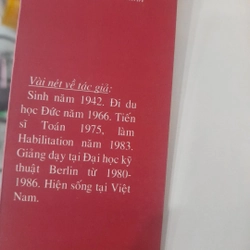 Vài nét về tác giả:
Sinh năm 1942. Đi du
học Đức năm 1966. Tiến
sĩ Toán 1975, làm
Habilitation năm 1983.
Giảng dạy tại Đại học kỹ
thuật Berlin từ 1980-
1986. Hiện sống tại Việt
Nam.